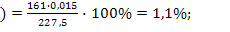 ) = 161∙0,015 / 227,5 ∙ 100% = 1,1%;